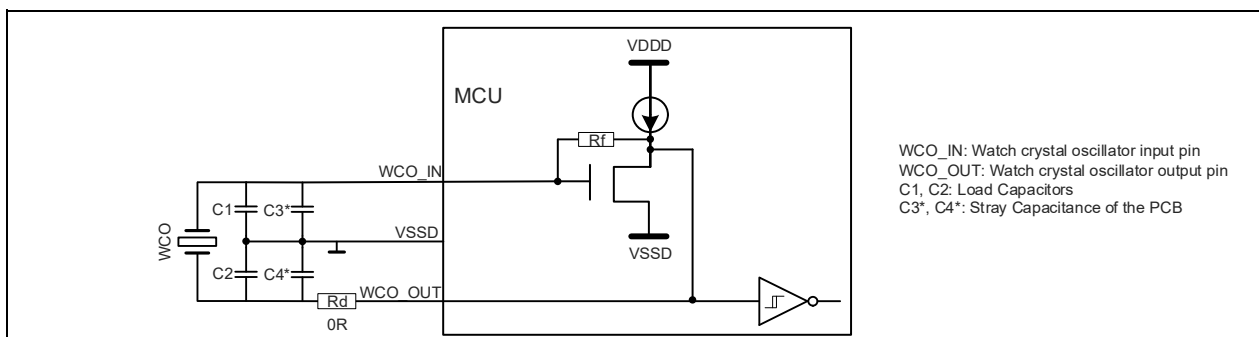 VDDD
MCU
Rf
WCO_IN
C1
C3*
VSSD
WCO
VSSD
C2
C4*
Rd
WCO_OUT
0R
WCO_IN: Watch crystal oscillator input pin
WCO_OUT: Watch crystal oscillator output pin
C1, C2: Load Capacitors
C3*, C4*: Stray Capacitance of the PCB